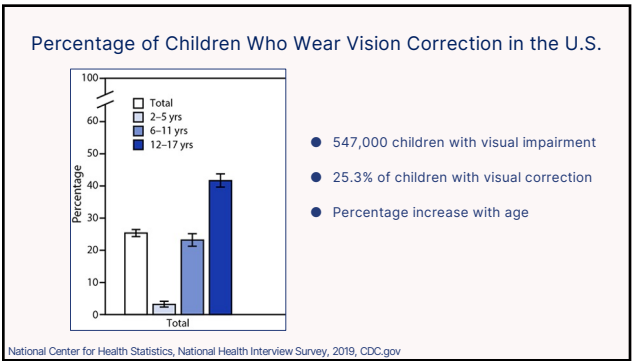 Percentage of Children Who Wear Vision Correction in the U.S.
100
60
50
40
30
20
10
0
Percentage
Total
2–5 yrs
6–11 yrs
12–17 yrs
Total
● 547,000 children with visual impairment
● 25.3% of children with visual correction
● Percentage increase with age
National Center for Health Statistics, National Health Interview Survey, 2019, CDC.gov